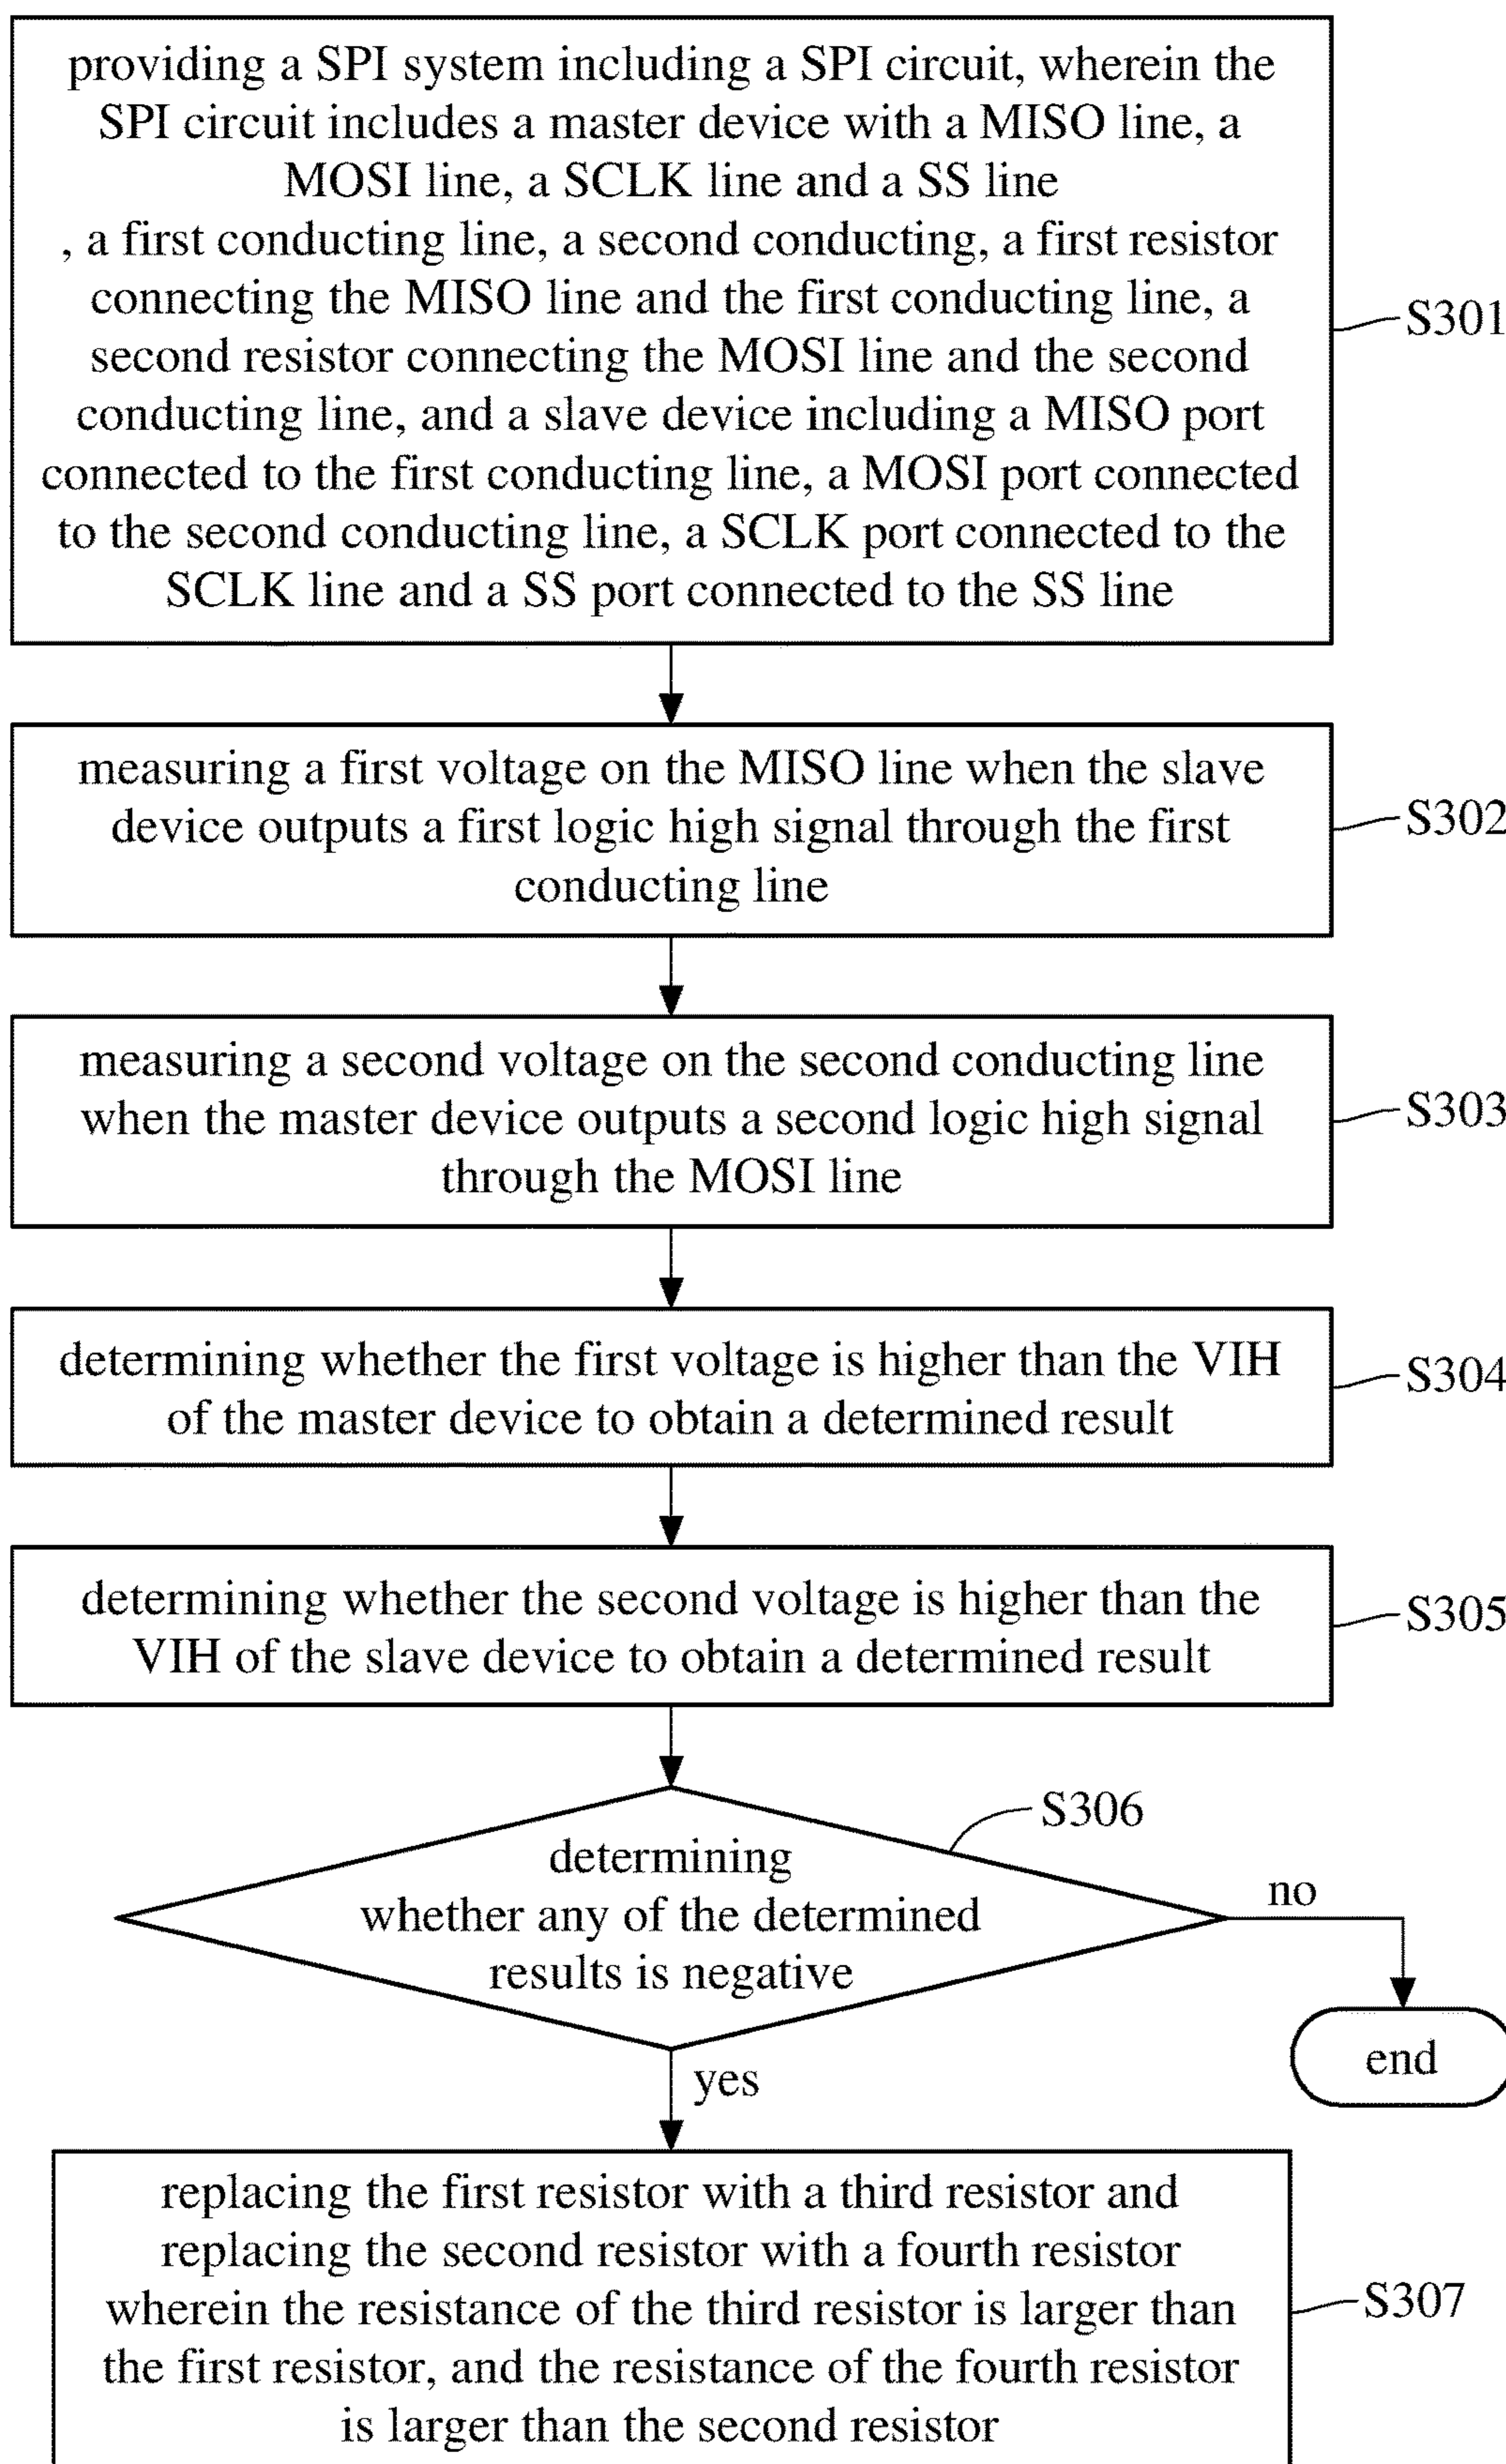 providing a SPI system including a SPI circuit, wherein the
SPI circuit includes a master device with a MISO line, a
MOSI line, a SCLK line and a SS line
, a first conducting line, a second conducting, a first resistor
connecting the MISO line and the first conducting line, a
second resistor connecting the MOSI line and the second
conducting line, and a slave device including a MISO port
connected to the first conducting line, a MOSI port connected
to the second conducting line, a SCLK port connected to the
SCLK line and a SS port connected to the SS line
S301
measuring a first voltage on the MISO line when the slave
device outputs a first logic high signal through the first
conducting line
S302
measuring a second voltage on the second conducting line
when the master device outputs a second logic high signal
through the MOSI line
S303
determining whether the first voltage is higher than the VIH
of the master device to obtain a determined result
S304
determining whether the second voltage is higher than the
VIH of the slave device to obtain a determined result
S305
S306
determining
whether any of the determined
results is negative
no
end
yes
replacing the first resistor with a third resistor and
replacing the second resistor with a fourth resistor
wherein the resistance of the third resistor is larger than
the first resistor, and the resistance of the fourth resistor
is larger than the second resistor
S307